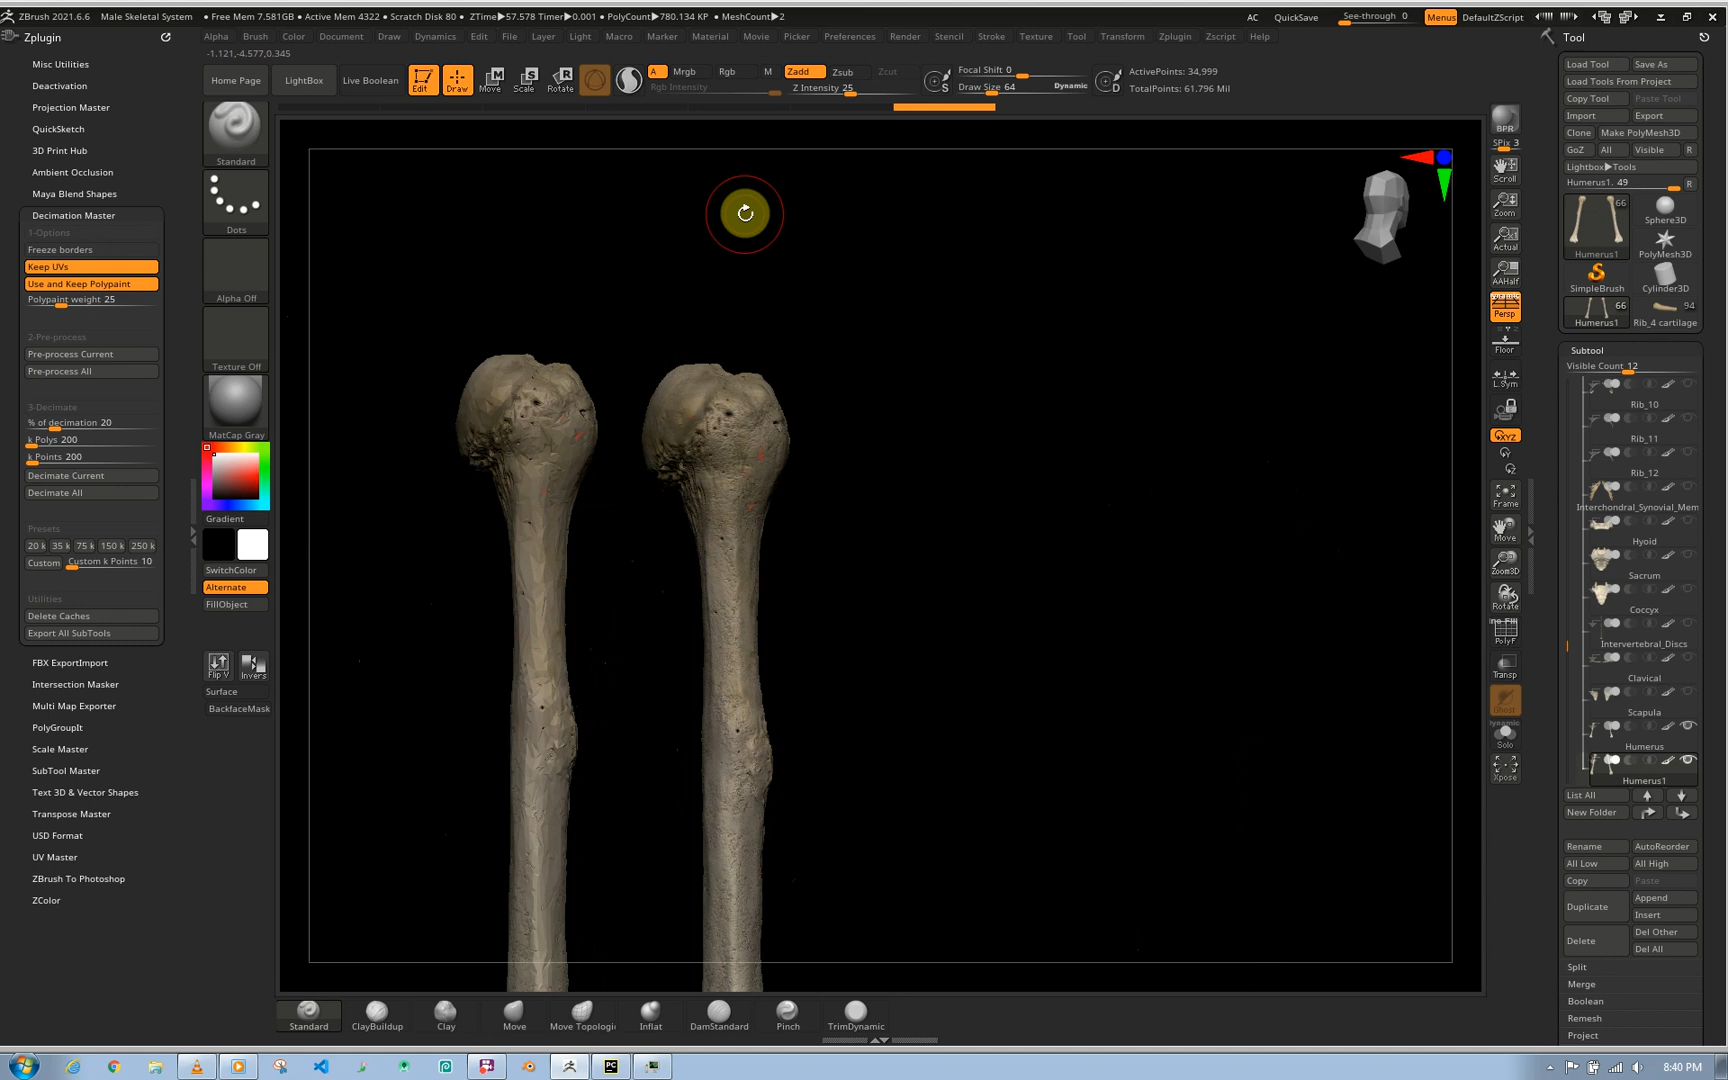 ZBrush 2021.6.6 Male Skeletal System ● Free Mem 7.581GB ● Active Mem 4322 ● Scratch Disk 80 ● ZTime▶57.578 Timer▶0.001 ● PolyCount▶780.134 KP ● MeshCount▶2
AC QuickSave See-through 0 Menus DefaultZScript
Zplugin
Alpha Brush Color Document Draw Dynamics Edit File Layer Light Macro Marker Material Movie Picker Preferences Render Stencil Stroke Texture Tool Transform Zplugin Zscript Help
-1.121,-4.577,0.345
Home Page LightBox Live Boolean Edit Draw Move Scale Rotate
A Mrgb Rgb M Zadd Zsub Zcut
Rgb Intensity Z Intensity 25
S Focal Shift 0
Draw Size 64 Dynamic
D ActivePoints: 34,999
TotalPoints: 61.796 Mil
Misc Utilities
Deactivation
Projection Master
QuickSketch
3D Print Hub
Ambient Occlusion
Maya Blend Shapes
Decimation Master
1-Options
Freeze borders
Keep UVs
Use and Keep Polypaint
Polypaint weight 25
2-Pre-process
Pre-process Current
Pre-process All
3-Decimate
% of decimation 20
k Polys 200
k Points 200
Decimate Current
Decimate All
Presets
20 k 35 k 75 k 150 k 250 k
Custom Custom k Points 10
Utilities
Delete Caches
Export All SubTools
FBX ExportImport
Intersection Masker
Multi Map Exporter
PolyGroupIt
Scale Master
SubTool Master
Text 3D & Vector Shapes
Transpose Master
USD Format
UV Master
ZBrush To Photoshop
ZColor
Standard
Dots
Alpha Off
Texture Off
MatCap Gray
Gradient
SwitchColor
Alternate
FillObject
Flip V Invers
Surface
BackfaceMask
BPR
SPix 3
Scroll
Zoom
Actual
AAHalf
Persp
Floor
L.Sym
XYZ
Frame
Move
Zoom3D
Rotate
PolyF
Transp
Ghost
Dynamic
Solo
Xpose
Tool
Load Tool Save As
Load Tools From Project
Copy Tool Paste Tool
Import Export
Clone Make PolyMesh3D
GoZ All Visible R
Lightbox▶Tools
Humerus1. 49 R
66
Humerus1
Sphere3D
PolyMesh3D
SimpleBrush
Cylinder3D
66 94
Humerus1 Rib_4 cartilage
Subtool
Visible Count 12
Rib_10
Rib_11
Rib_12
Interchondral_Synovial_Mem
Hyoid
Sacrum
Coccyx
Intervertebral_Discs
Clavical
Scapula
Humerus
Humerus1
List All
New Folder
Rename AutoReorder
All Low All High
Copy Paste
Duplicate Append
Insert
Delete Del Other
Del All
Split
Merge
Boolean
Remesh
Project
Standard ClayBuildup Clay Move Move Topologi Inflat DamStandard Pinch TrimDynamic
PC
8:40 PM